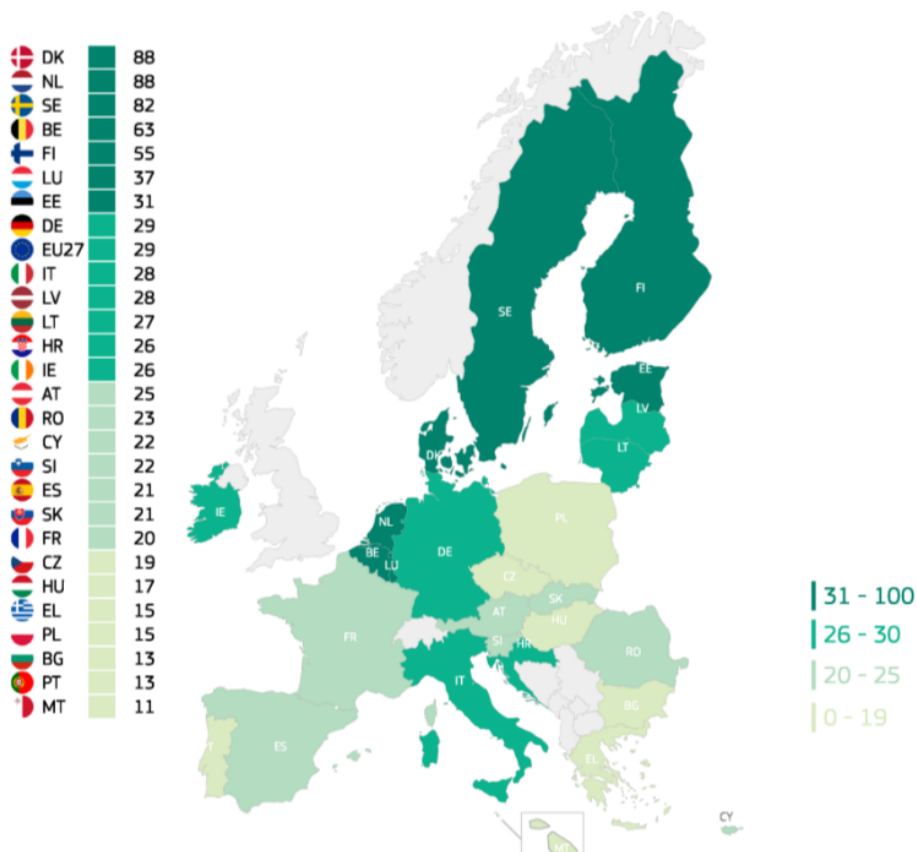 DK 88
NL 88
SE 82
BE 63
FI 55
LU 37
EE 31
DE 29
EU27 29
IT 28
LV 28
LT 27
HR 26
IE 26
AT 25
RO 23
CY 22
SI 22
ES 21
SK 21
FR 20
CZ 19
HU 17
EL 15
PL 15
BG 13
PT 13
MT 11
SE
FI
EE
LV
LT
DK
IE
NL
BE
LU
DE
PL
CZ
SK
AT
HU
FR
SI
HR
RO
IT
BG
ES
EL
CY
MT
31 - 100
26 - 30
20 - 25
0 - 19